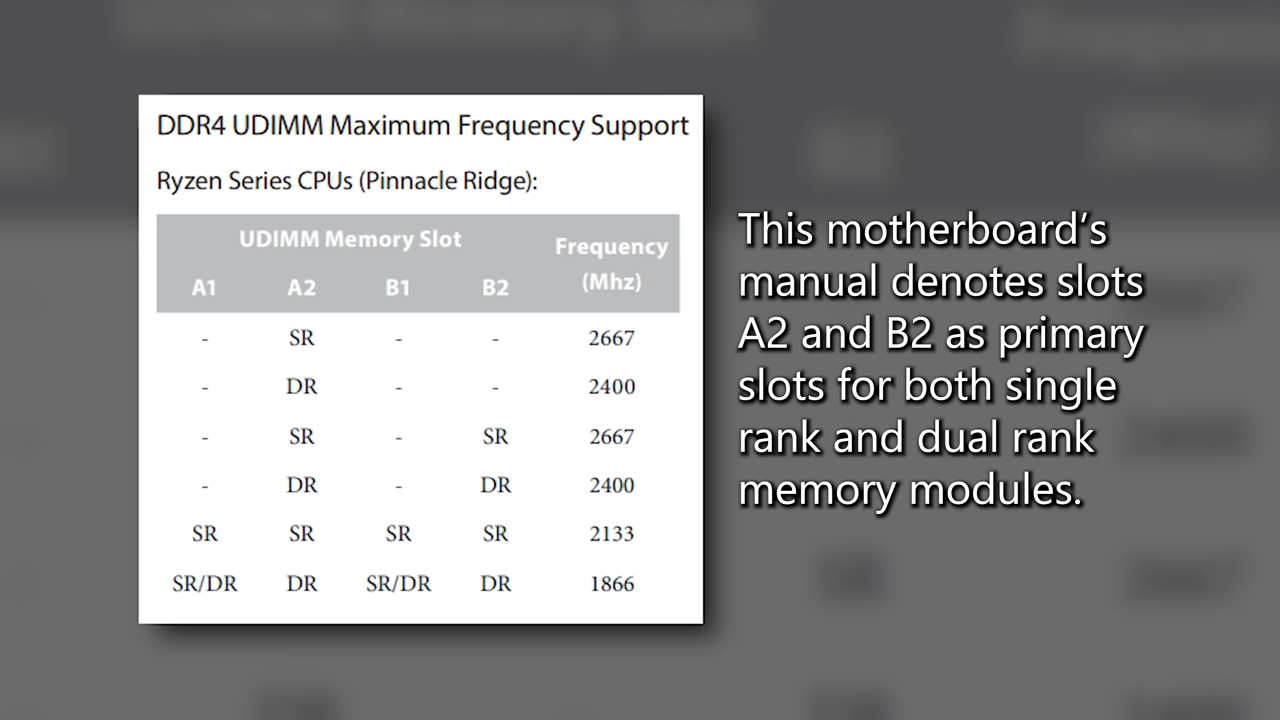 DDR4 UDIMM Maximum Frequency Support
Ryzen Series CPUs (Pinnacle Ridge):
UDIMM Memory Slot Frequency (Mhz)
A1 A2 B1 B2
- SR - - 2667
- DR - - 2400
- SR - SR 2667
- DR - DR 2400
SR SR SR SR 2133
SR/DR DR SR/DR DR 1866
This motherboard's
manual denotes slots
A2 and B2 as primary
slots for both single
rank and dual rank
memory modules.